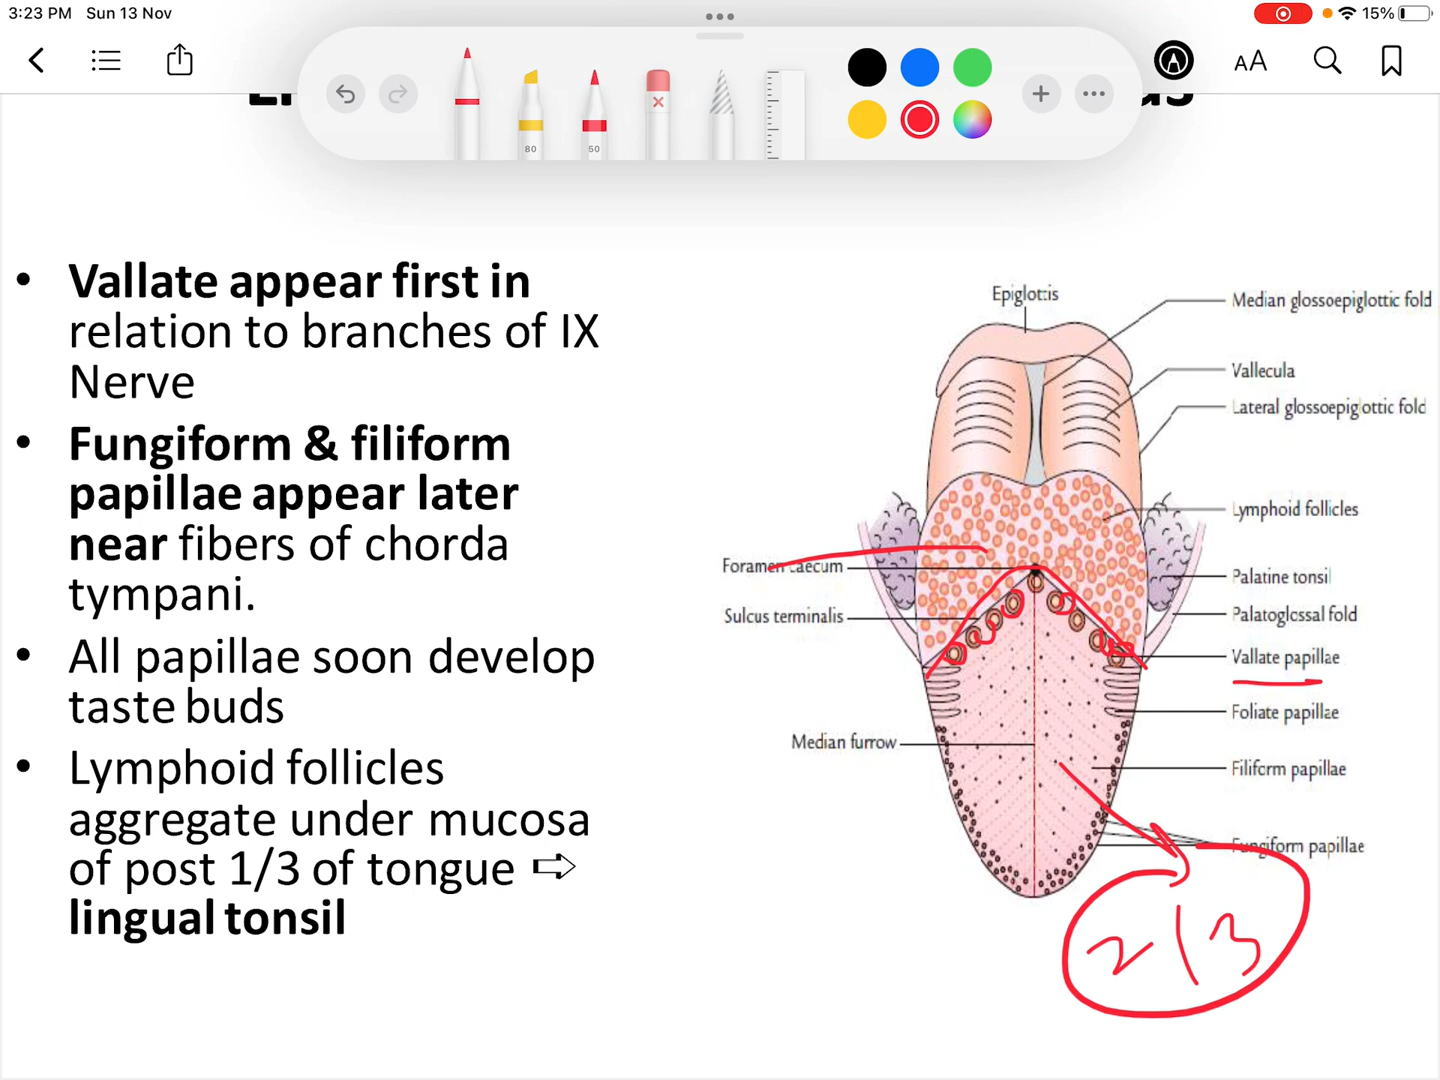 3:23 PM Sun 13 Nov
15%
AA
80
50
• Vallate appear first in
relation to branches of IX
Nerve
• Fungiform & filiform
papillae appear later
near fibers of chorda
tympani.
• All papillae soon develop
taste buds
• Lymphoid follicles
aggregate under mucosa
of post 1/3 of tongue ⇨
lingual tonsil
Epiglottis
Median glossoepiglottic fold
Vallecula
Lateral glossoepiglottic fold
Lymphoid follicles
Foramen caecum
Palatine tonsil
Sulcus terminalis
Palatoglossal fold
Vallate papillae
Foliate papillae
Median furrow
Filiform papillae
Fungiform papillae
2/3